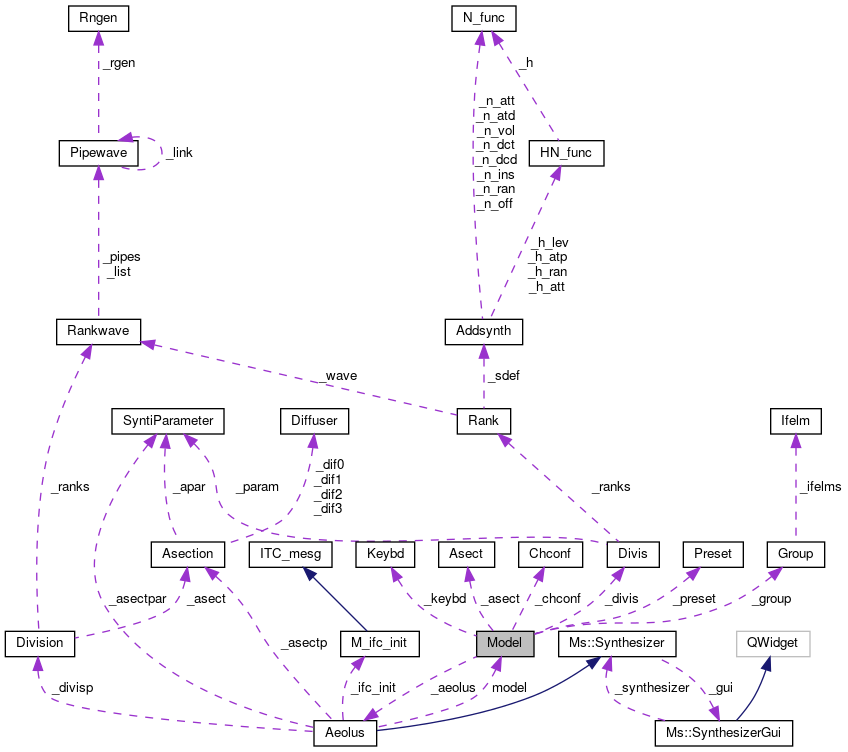 Rngen
N_func
_rgen
_h
_n_att
_n_atd
_n_vol
_n_dct
_n_dcd
_n_ins
_n_ran
_n_off
Pipewave
_link
HN_func
_pipes
_list
_h_lev
_h_atp
_h_ran
_h_att
Rankwave
Addsynth
_wave
_sdef
SyntiParameter
Diffuser
Rank
Ifelm
_ranks
_apar
_param
_dif0
_dif1
_dif2
_dif3
_ranks
_ifelms
Asection
ITC_mesg
Keybd
Asect
Chconf
Divis
Preset
Group
_asectpar
_asect
_keybd
_asect
_chconf
_divis
_preset
_group
Division
_asectp
M_ifc_init
Model
Ms::Synthesizer
QWidget
_divisp
_ifc_init
_aeolus
model
_synthesizer
_gui
Aeolus
Ms::SynthesizerGui